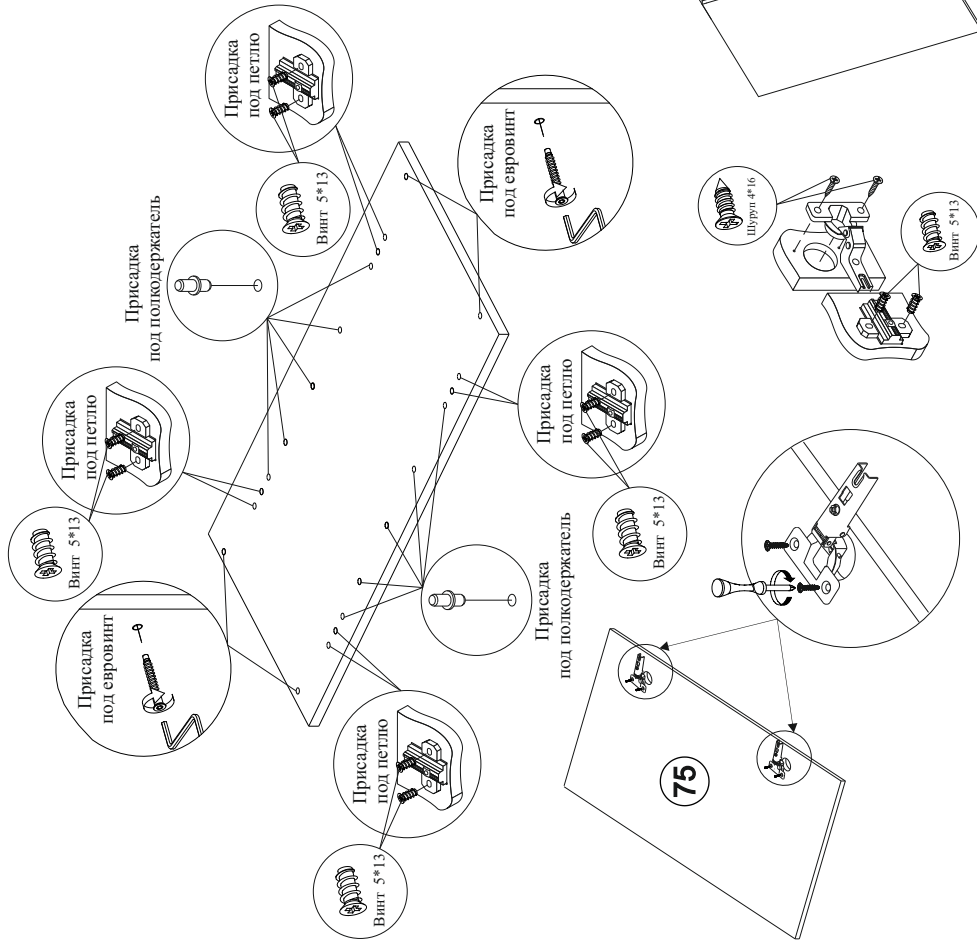 Присадка
под евровинт
Винт 5*13
Присадка
под петлю
Присадка
под полкодержатель
Винт 5*13
Присадка
под петлю
Винт 5*13
Присадка
под петлю
Присадка
под полкодержатель
Винт 5*13
Присадка
под петлю
Присадка
под евровинт
75
Шуруп 4*16
Винт 5*13